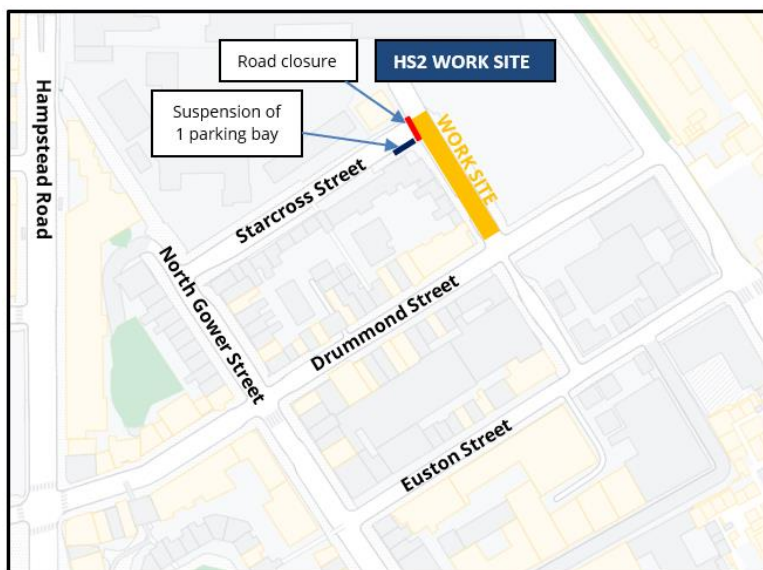 Road closure
HS2 WORK SITE
Suspension of
1 parking bay
WORK SITE
Hampstead Road
Starcross Street
North Gower Street
Drummond Street
Euston Street